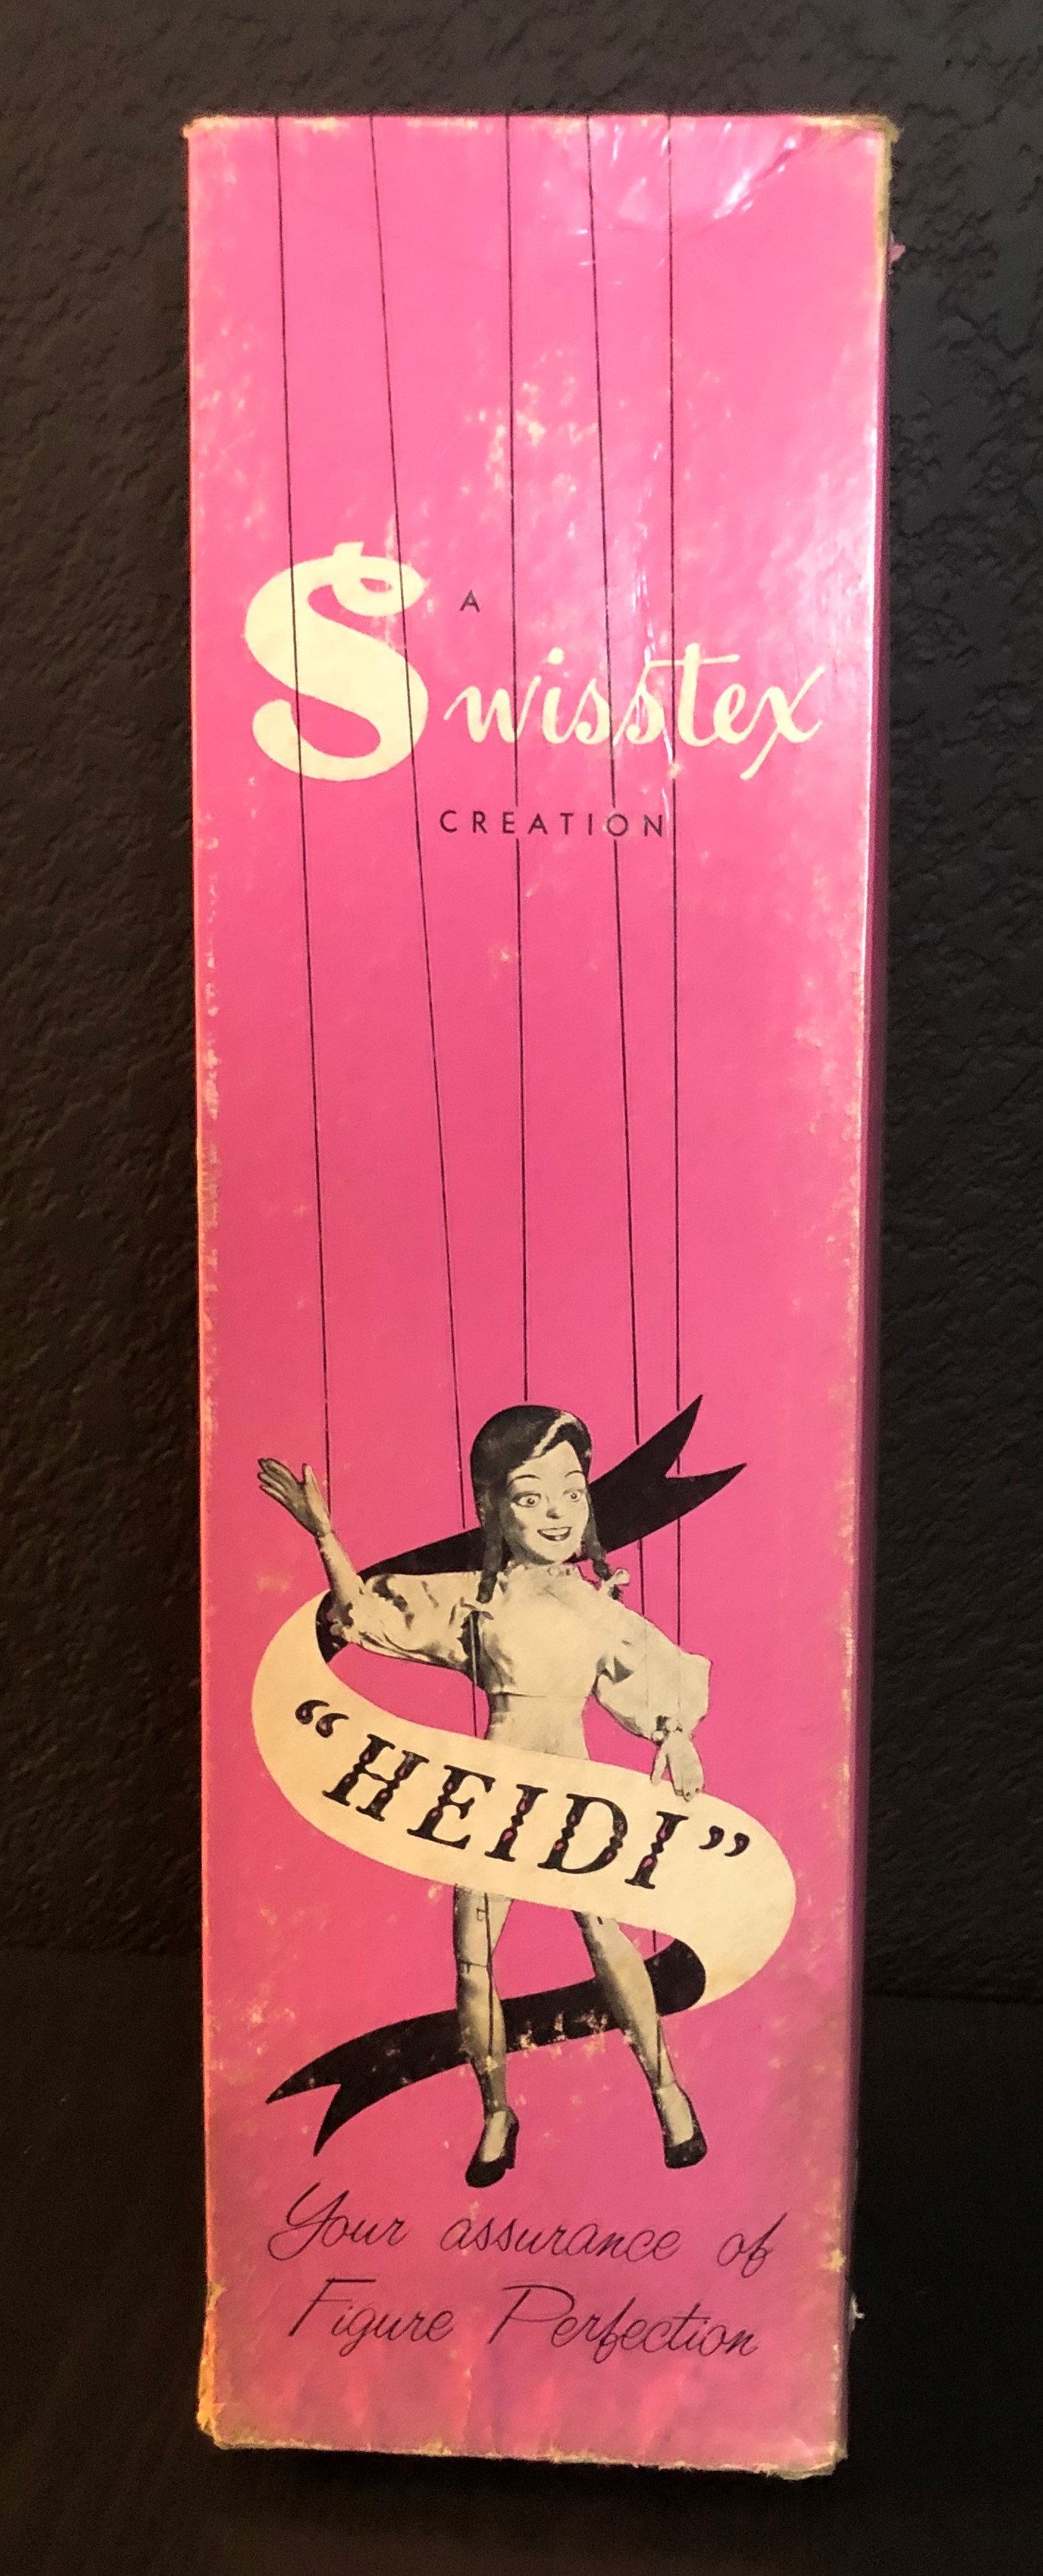 A
Swisstex
CREATION
“HEIDI”
Your assurance of
Figure Perfection